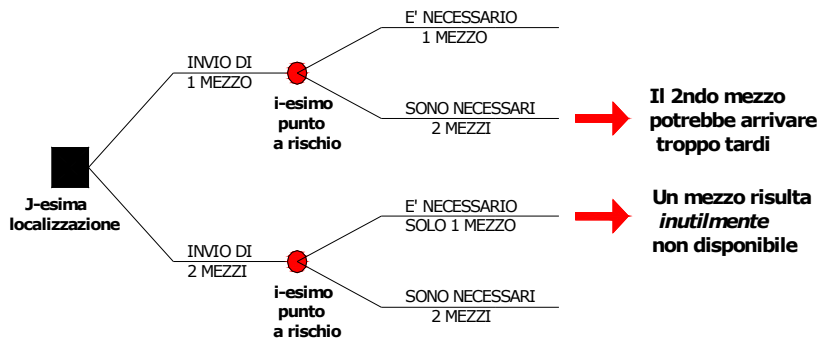 E' NECESSARIO
1 MEZZO
INVIO DI
1 MEZZO
i-esimo
punto
a rischio
SONO NECESSARI
2 MEZZI
Il 2ndo mezzo
potrebbe arrivare
troppo tardi
J-esima
localizzazione
E' NECESSARIO
SOLO 1 MEZZO
Un mezzo risulta
inutilmente
non disponibile
INVIO DI
2 MEZZI
i-esimo
punto
a rischio
SONO NECESSARI
2 MEZZI